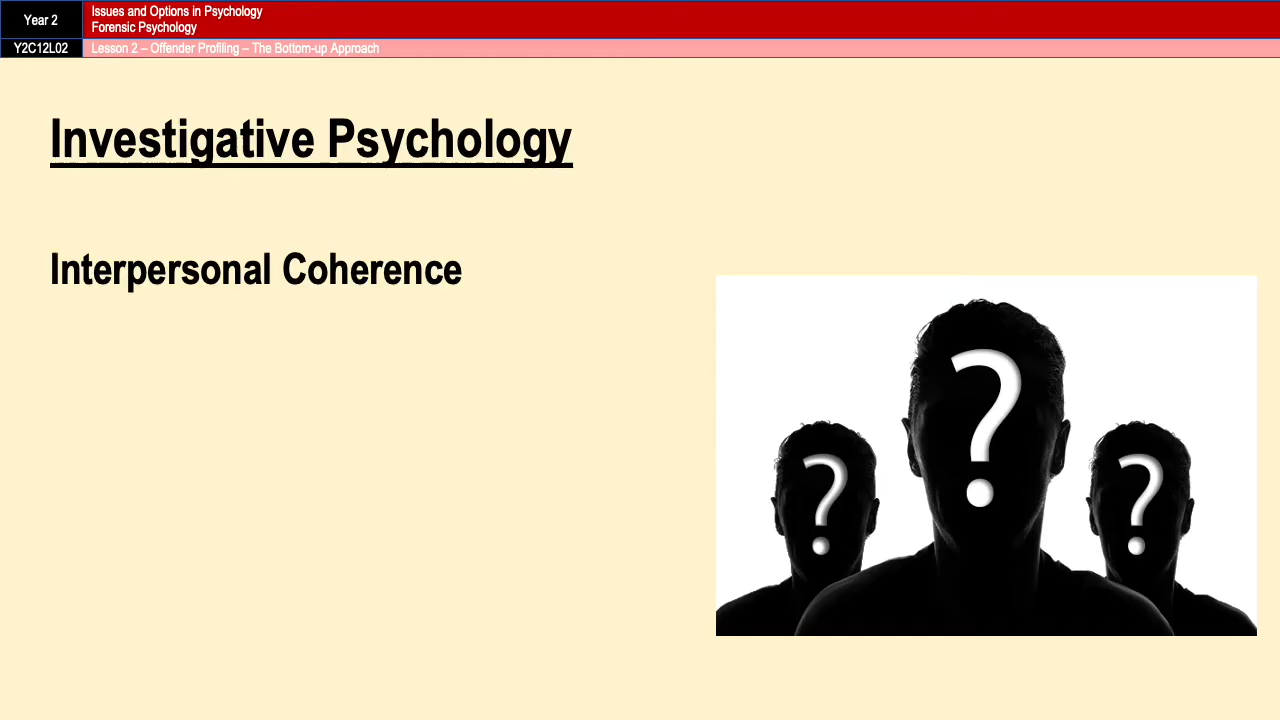 Year 2
Issues and Options in Psychology
Forensic Psychology
Y2C12L02
Lesson 2 – Offender Profiling – The Bottom-up Approach
Investigative Psychology
Interpersonal Coherence
?
?
?